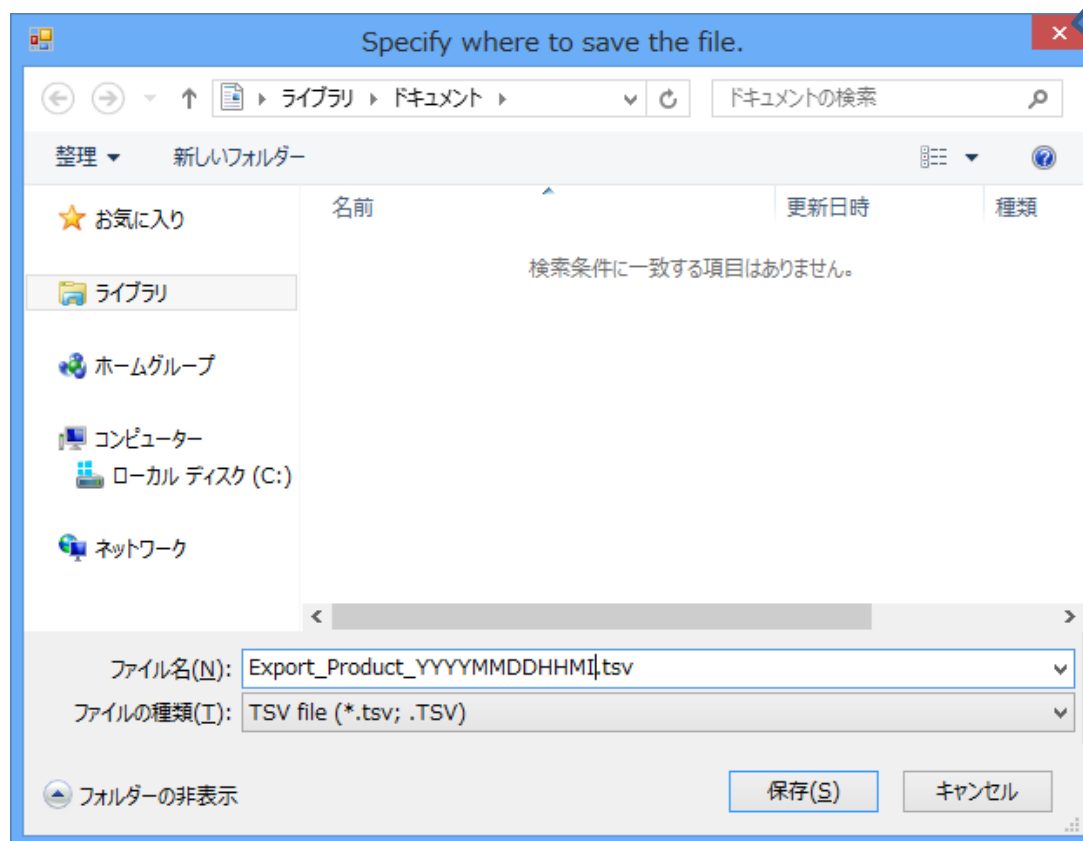 Specify where to save the file.
ライブラリ ドキュメント ドキュメントの検索
整理 新しいフォルダー
名前 更新日時 種類
お気に入り
検索条件に一致する項目はありません。
ライブラリ
ホームグループ
コンピューター
ローカル ディスク (C:)
ネットワーク
ファイル名(N): Export_Product_YYYYMMDDHHMI.tsv
ファイルの種類(T): TSV file (*.tsv; .TSV)
フォルダーの非表示 保存(S) キャンセル